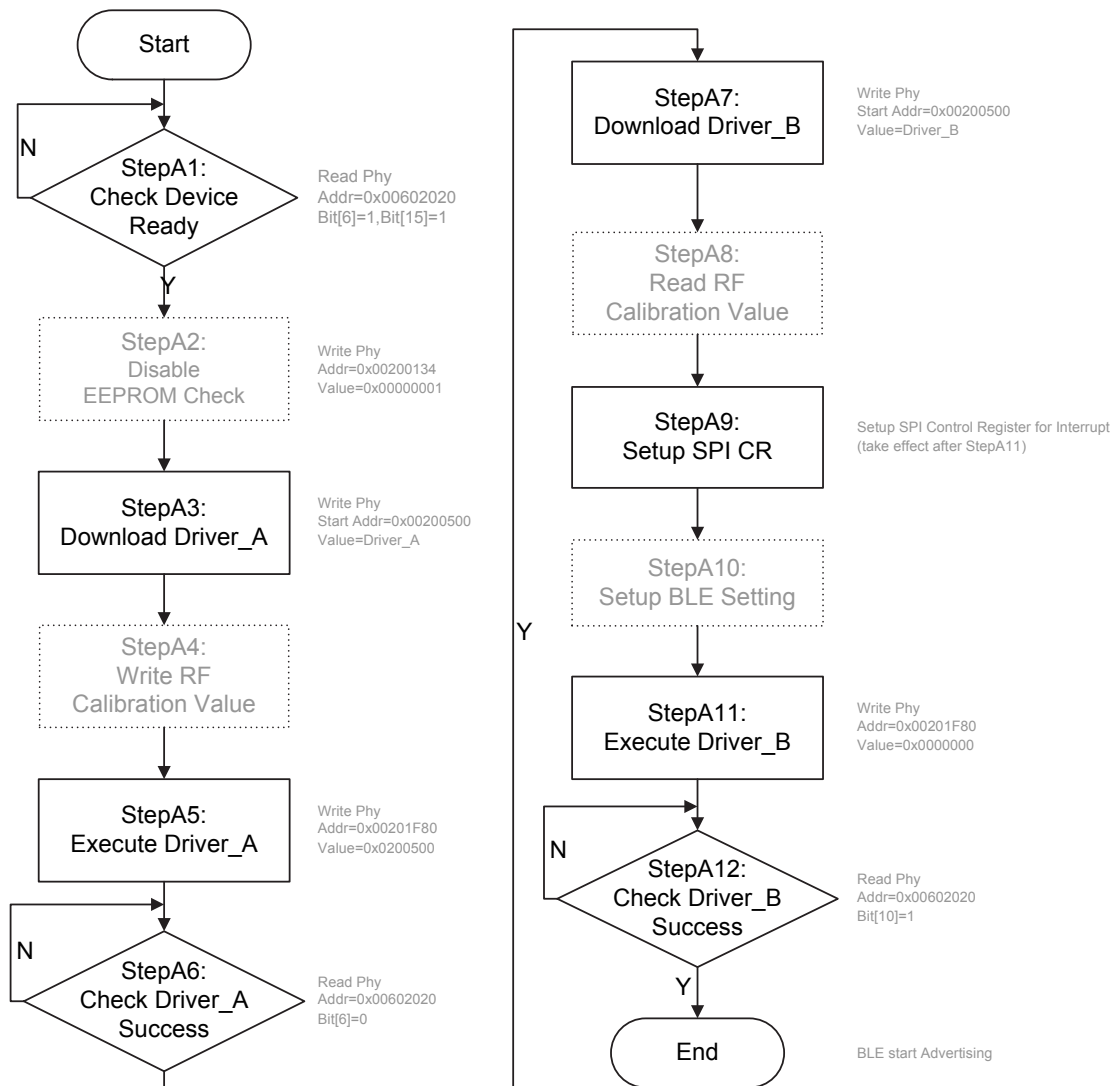 Start
N
StepA1:
Check Device
Ready
Read Phy
Addr=0x00602020
Bit[6]=1,Bit[15]=1
Y
StepA2:
Disable
EEPROM Check
Write Phy
Addr=0x00200134
Value=0x00000001
StepA3:
Download Driver_A
Write Phy
Start Addr=0x00200500
Value=Driver_A
StepA4:
Write RF
Calibration Value
StepA5:
Execute Driver_A
Write Phy
Addr=0x00201F80
Value=0x0200500
N
StepA6:
Check Driver_A
Success
Read Phy
Addr=0x00602020
Bit[6]=0
Y
StepA7:
Download Driver_B
Write Phy
Start Addr=0x00200500
Value=Driver_B
StepA8:
Read RF
Calibration Value
StepA9:
Setup SPI CR
Setup SPI Control Register for Interrupt
(take effect after StepA11)
StepA10:
Setup BLE Setting
StepA11:
Execute Driver_B
Write Phy
Addr=0x00201F80
Value=0x0000000
N
StepA12:
Check Driver_B
Success
Read Phy
Addr=0x00602020
Bit[10]=1
Y
End
BLE start Advertising